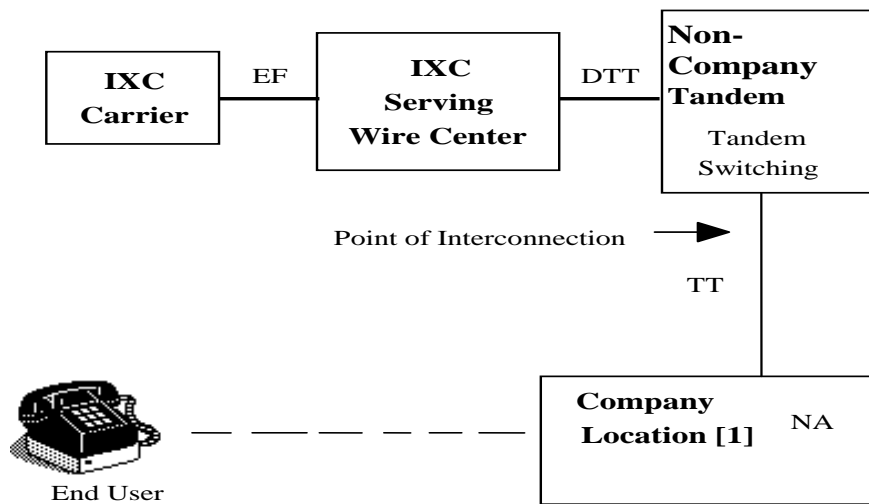 IXC
Carrier
EF
IXC
Serving
Wire Center
DTT
Non-
Company
Tandem
Tandem
Switching
Point of Interconnection
TT
Company
Location [1]
NA
End User